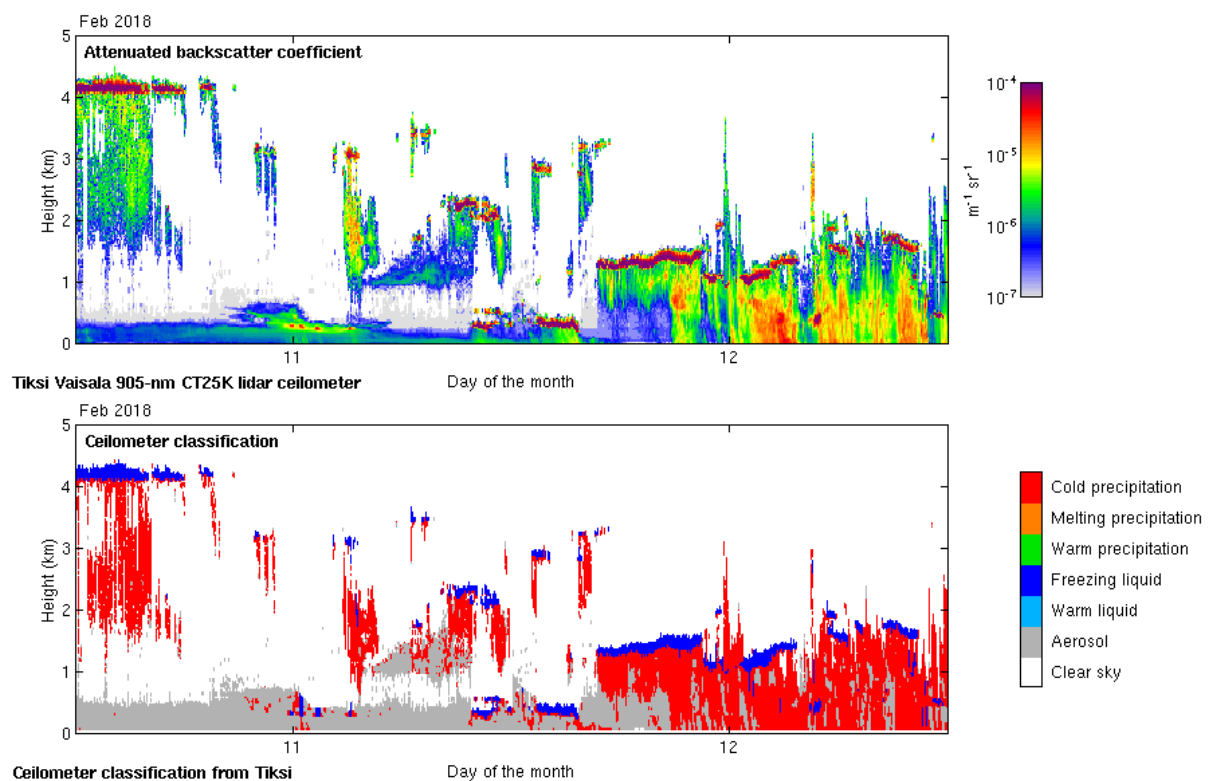 Feb 2018
Attenuated backscatter coefficient
5
4
3
2
1
0
Height (km)
11
12
Day of the month
Tiksi Vaisala 905-nm CT25K lidar ceilometer
10⁻⁴
10⁻⁵
10⁻⁶
10⁻⁷
m⁻¹ sr⁻¹
Feb 2018
Ceilometer classification
5
4
3
2
1
0
Height (km)
11
12
Day of the month
Ceilometer classification from Tiksi
Cold precipitation
Melting precipitation
Warm precipitation
Freezing liquid
Warm liquid
Aerosol
Clear sky